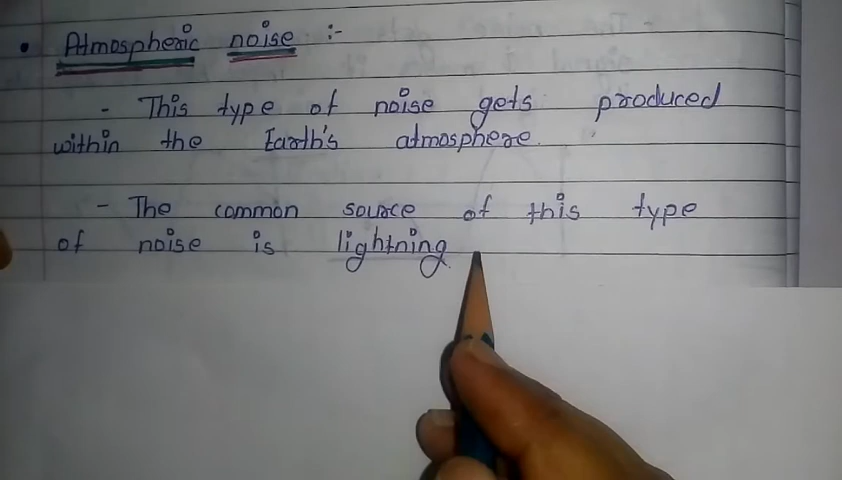 • Atmospheric noise :-
- This type of noise gets produced
within the Earth's atmosphere.
- The common source of this type
of noise is lightning.